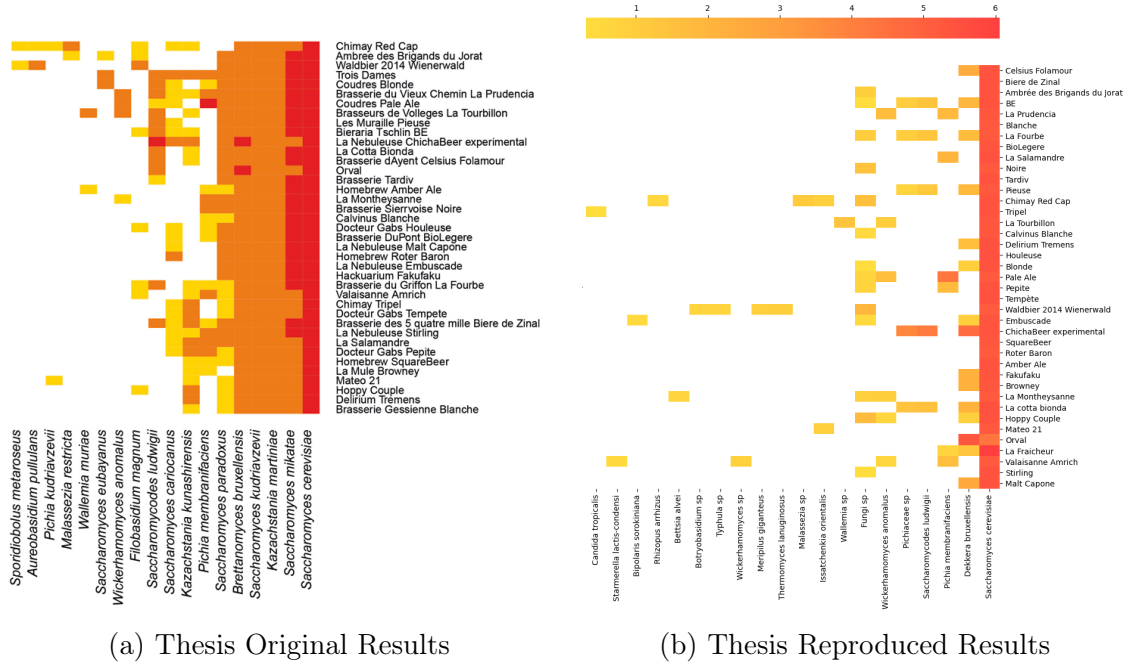 1 2 3 4 5 6
Chimay Red Cap
Ambree des Brigands du Jorat
Waldbier 2014 Wienerwald
Trois Dames
Coudres Blonde
Brasserie du Vieux Chemin La Prudencia
Coudres Pale Ale
Brasseurs de Volleges La Tourbillon
Les Muraille Pieuse
Bieraria Tschlin BE
La Nebuleuse ChichaBeer experimental
La Cotta Bionda
Brasserie dAyent Celsius Folamour
Orval
Brasserie Tardiv
Homebrew Amber Ale
La Montheysanne
Brasserie Sierrvoise Noire
Calvinus Blanche
Docteur Gabs Houleuse
Brasserie DuPont BioLegere
La Nebuleuse Malt Capone
Homebrew Roter Baron
La Nebuleuse Embuscade
Hackuarium Fakufaku
Brasserie du Griffon La Fourbe
Valaisanne Amrich
Chimay Tripel
Docteur Gabs Tempete
Brasserie des 5 quatre mille Biere de Zinal
La Nebuleuse Stirling
La Salamandre
Docteur Gabs Pepite
Homebrew SquareBeer
La Mule Browney
Mateo 21
Hoppy Couple
Delirium Tremens
Brasserie Gessienne Blanche
Sporidiobolus metaroseus
Aureobasidium pullulans
Pichia kudriavzevii
Malassezia restricta
Wallemia muriae
Saccharomyces eubayanus
Wickerhamomyces anomalus
Filobasidium magnum
Saccharomycodes ludwigii
Saccharomyces cariocanus
Kazachstania kunashirensis
Pichia membranifaciens
Saccharomyces paradoxus
Brettanomyces bruxellensis
Saccharomyces kudriavzevii
Kazachstania martiniae
Saccharomyces mikatae
Saccharomyces cerevisiae
Celsius Folamour
Biere de Zinal
Ambrée des Brigands du Jorat
BE
La Prudencia
Blanche
La Fourbe
BioLegere
La Salamandre
Noire
Tardiv
Pieuse
Chimay Red Cap
Tripel
La Tourbillon
Calvinus Blanche
Delirium Tremens
Houleuse
Blonde
Pale Ale
Pepite
Tempète
Waldbier 2014 Wienerwald
Embuscade
ChichaBeer experimental
SquareBeer
Roter Baron
Amber Ale
Fakufaku
Browney
La Montheysanne
La cotta bionda
Hoppy Couple
Mateo 21
Orval
La Fraicheur
Valaisanne Amrich
Stirling
Malt Capone
Candida tropicalis
Starmerella lactis-condensi
Bipolaris sorokiniana
Rhizopus arrhizus
Bettsia alvei
Botryobasidium sp
Typhula sp
Wickerhamomyces sp
Meripilus giganteus
Thermomyces lanuginosus
Malassezia sp
Issatchenkia orientalis
Wallemia sp
Fungi sp
Wickerhamomyces anomalus
Pichiaceae sp
Saccharomycodes ludwigii
Pichia membranifaciens
Dekkera bruxellensis
Saccharomyces cerevisiae
(a) Thesis Original Results
(b) Thesis Reproduced Results